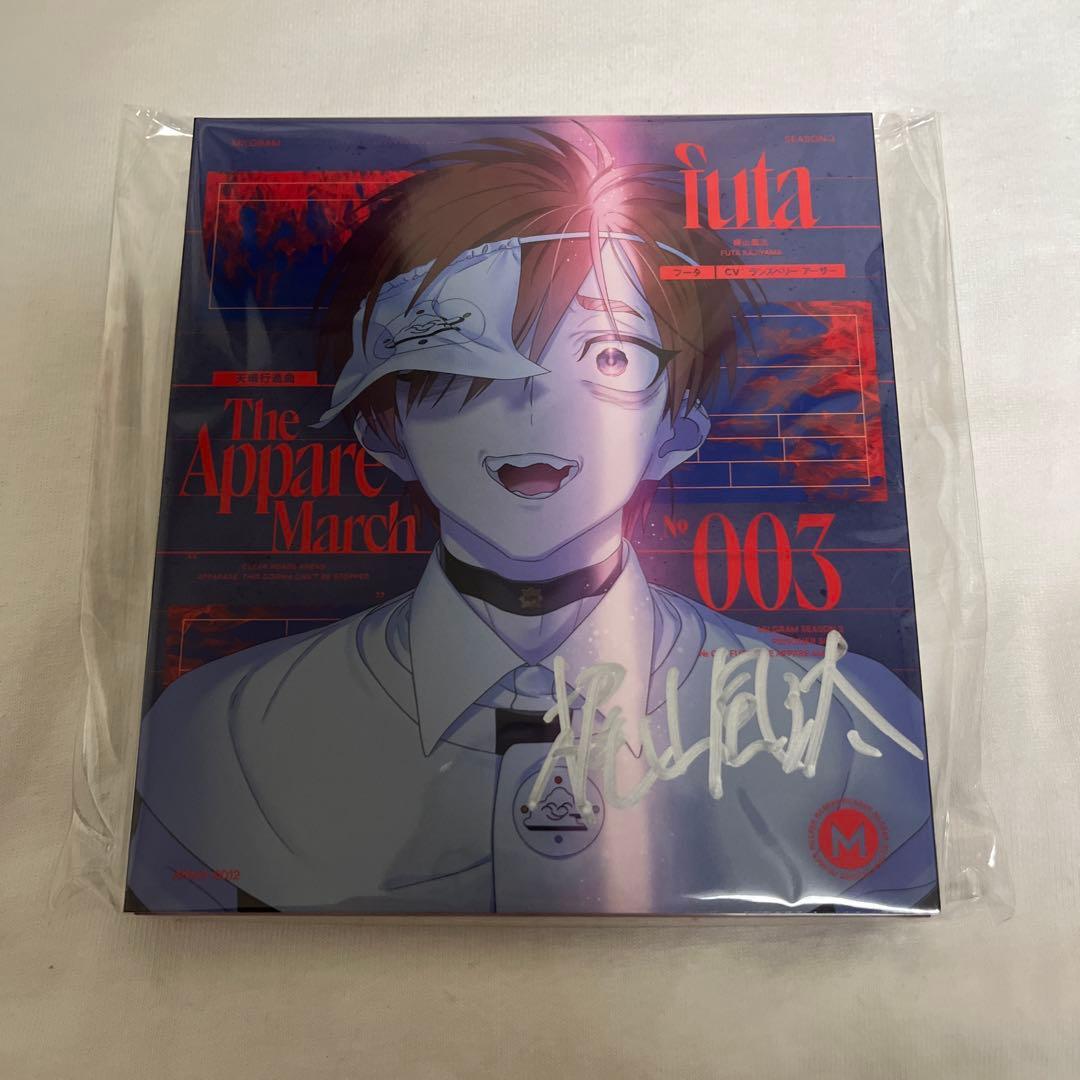 MILGRAM
SEASON:3
futa
梶山風汰
FUTA KAJIYAMA
フータ CV ランズベリー アーサー
天晴行進曲
The
Appare
March
“
CLEAR ROADS AHEAD
APPARADE, THIS GONNA CAN'T BE STOPPED
”
No 003
MILGRAM SEASON:3
梶山風汰
M